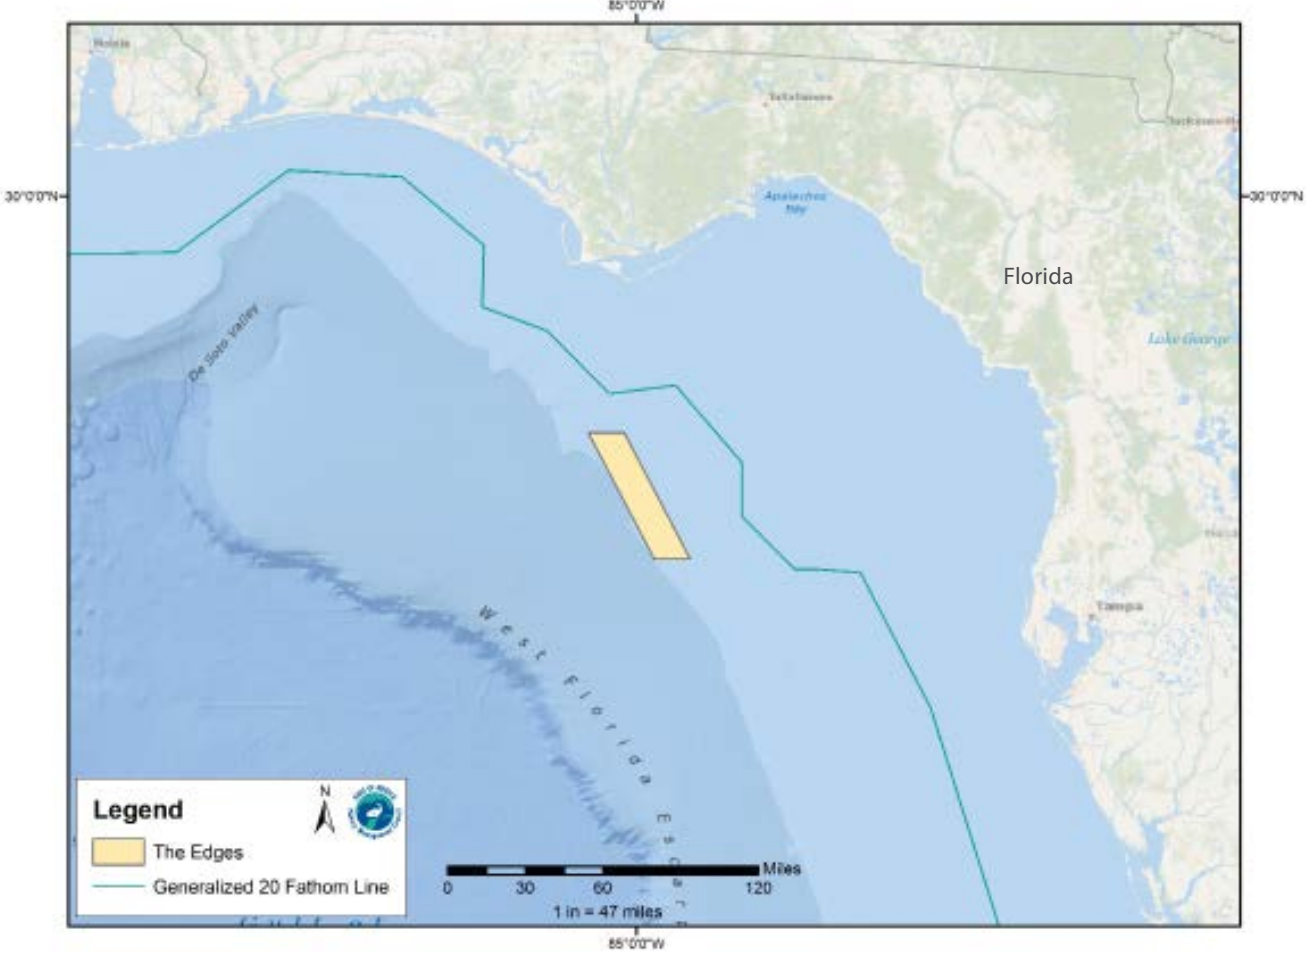 85°0'0"W
Mobile
Tallahassee
Jacksonville
30°0'0"N
30°0'0"N
Apalachee
Bay
Florida
De Soto Valley
Lake George
Tampa
West Florida Escarp
Legend
N
The Edges
Generalized 20 Fathom Line
Miles
0 30 60 120
1 in = 47 miles
85°0'0"W